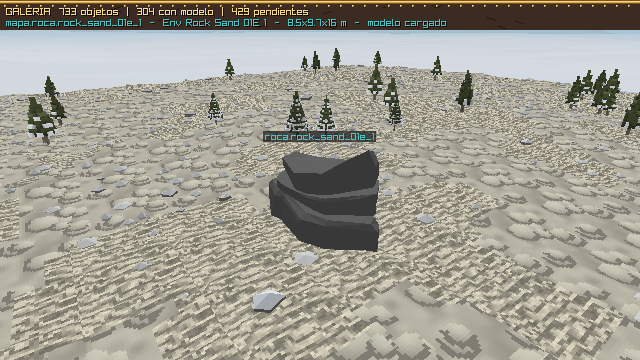 GALERÍA 733 objetos | 304 con modelo | 429 pendientes
mapa.roca.rock_sand_01e_1 - Env Rock Sand 01E 1 - 8.5x9.7x16 m - modelo cargado
roca.rock_sand_01e_1